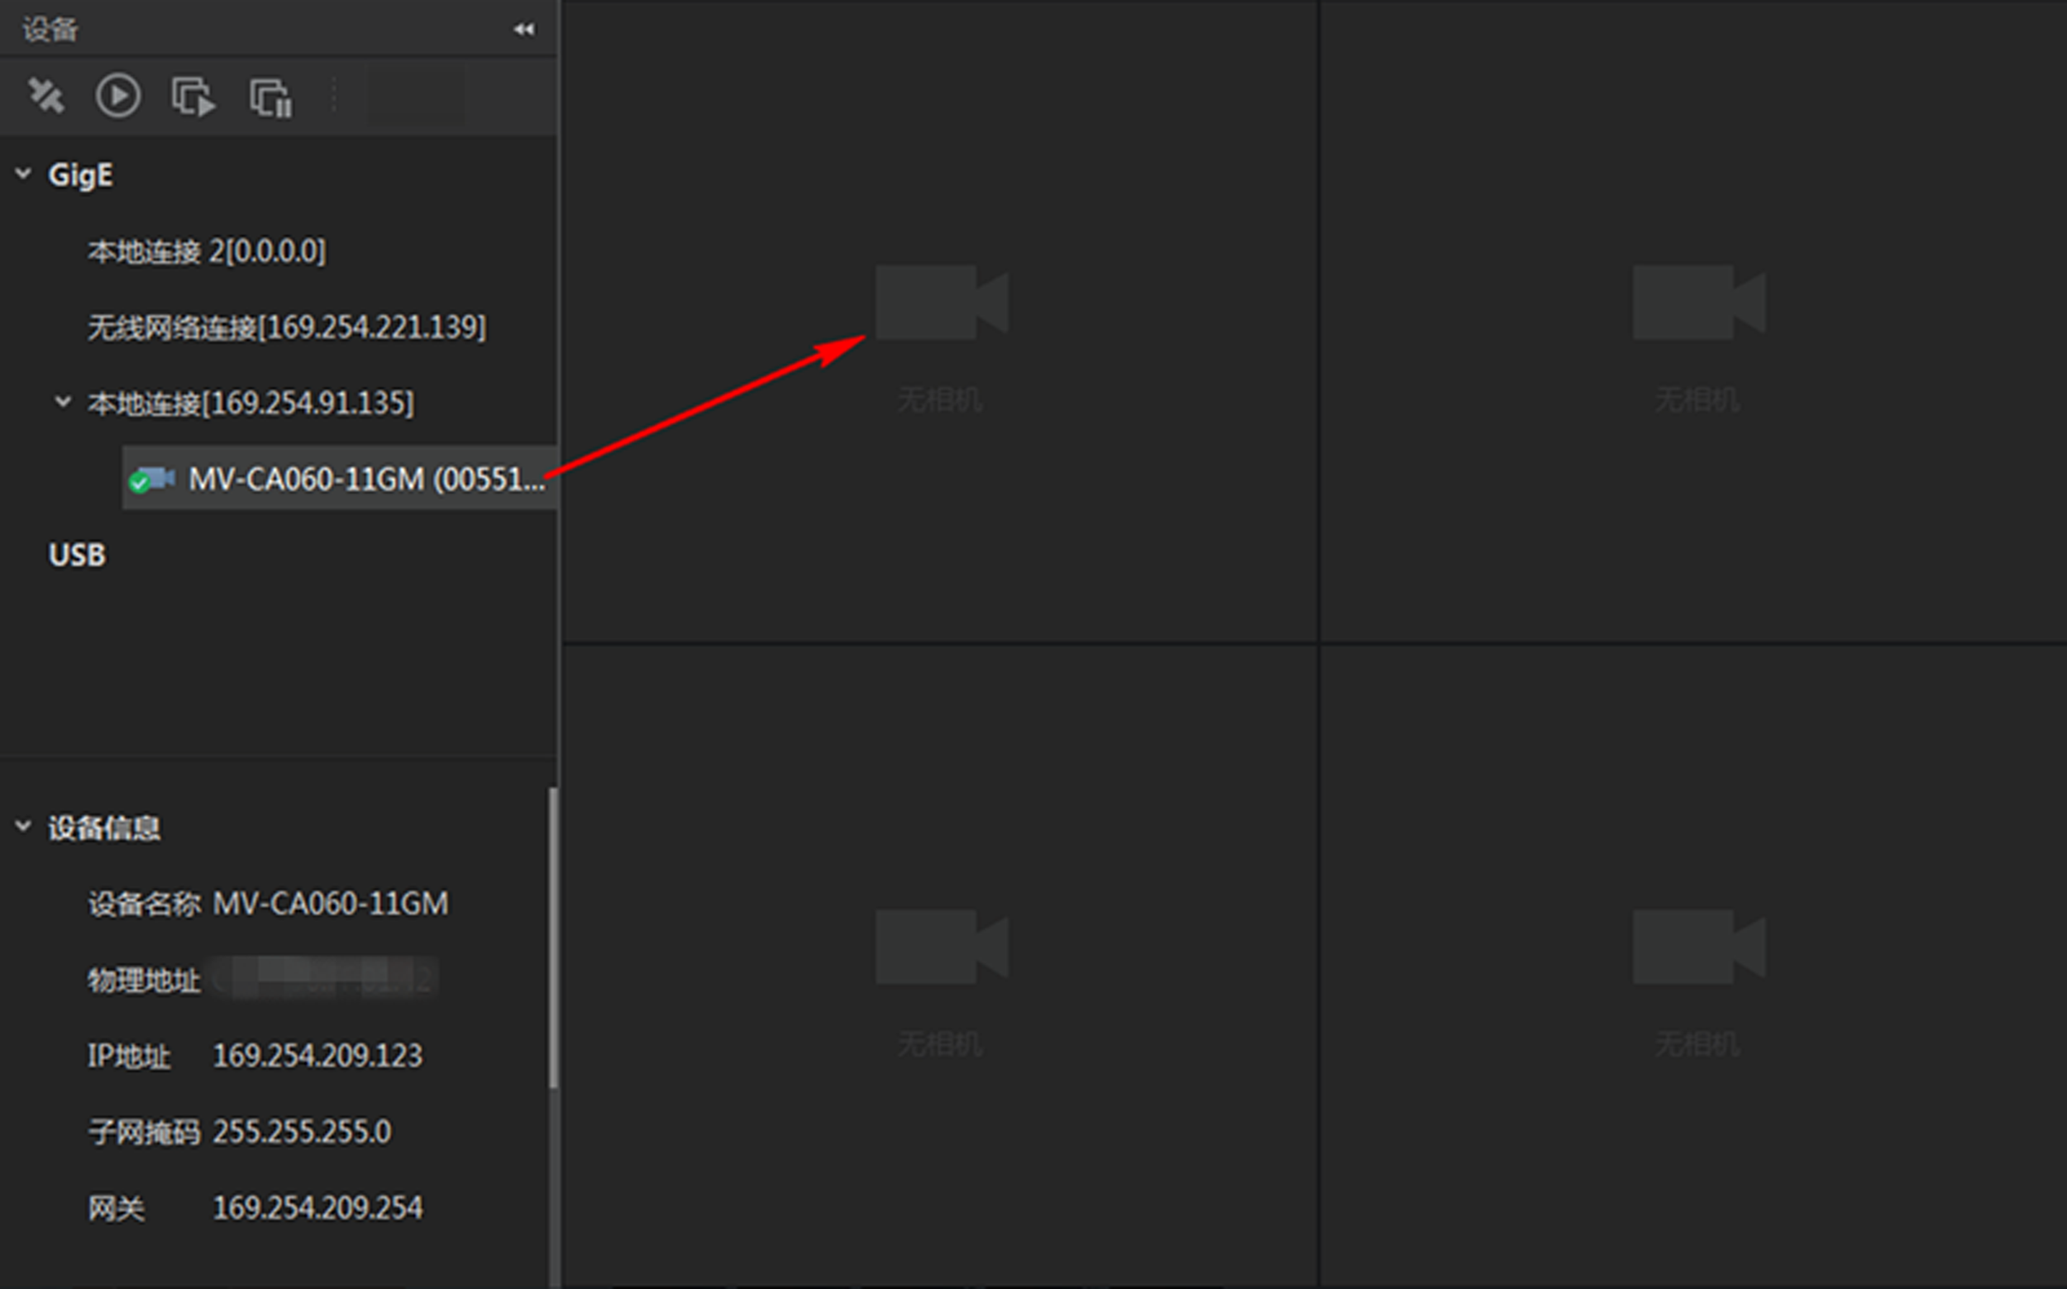 设备
GigE
本地连接 2[0.0.0.0]
无线网络连接[169.254.221.139]
本地连接[169.254.91.135]
MV-CA060-11GM (00551...
USB
设备信息
设备名称 MV-CA060-11GM
物理地址
IP地址 169.254.209.123
子网掩码 255.255.255.0
网关 169.254.209.254
无相机
无相机
无相机
无相机